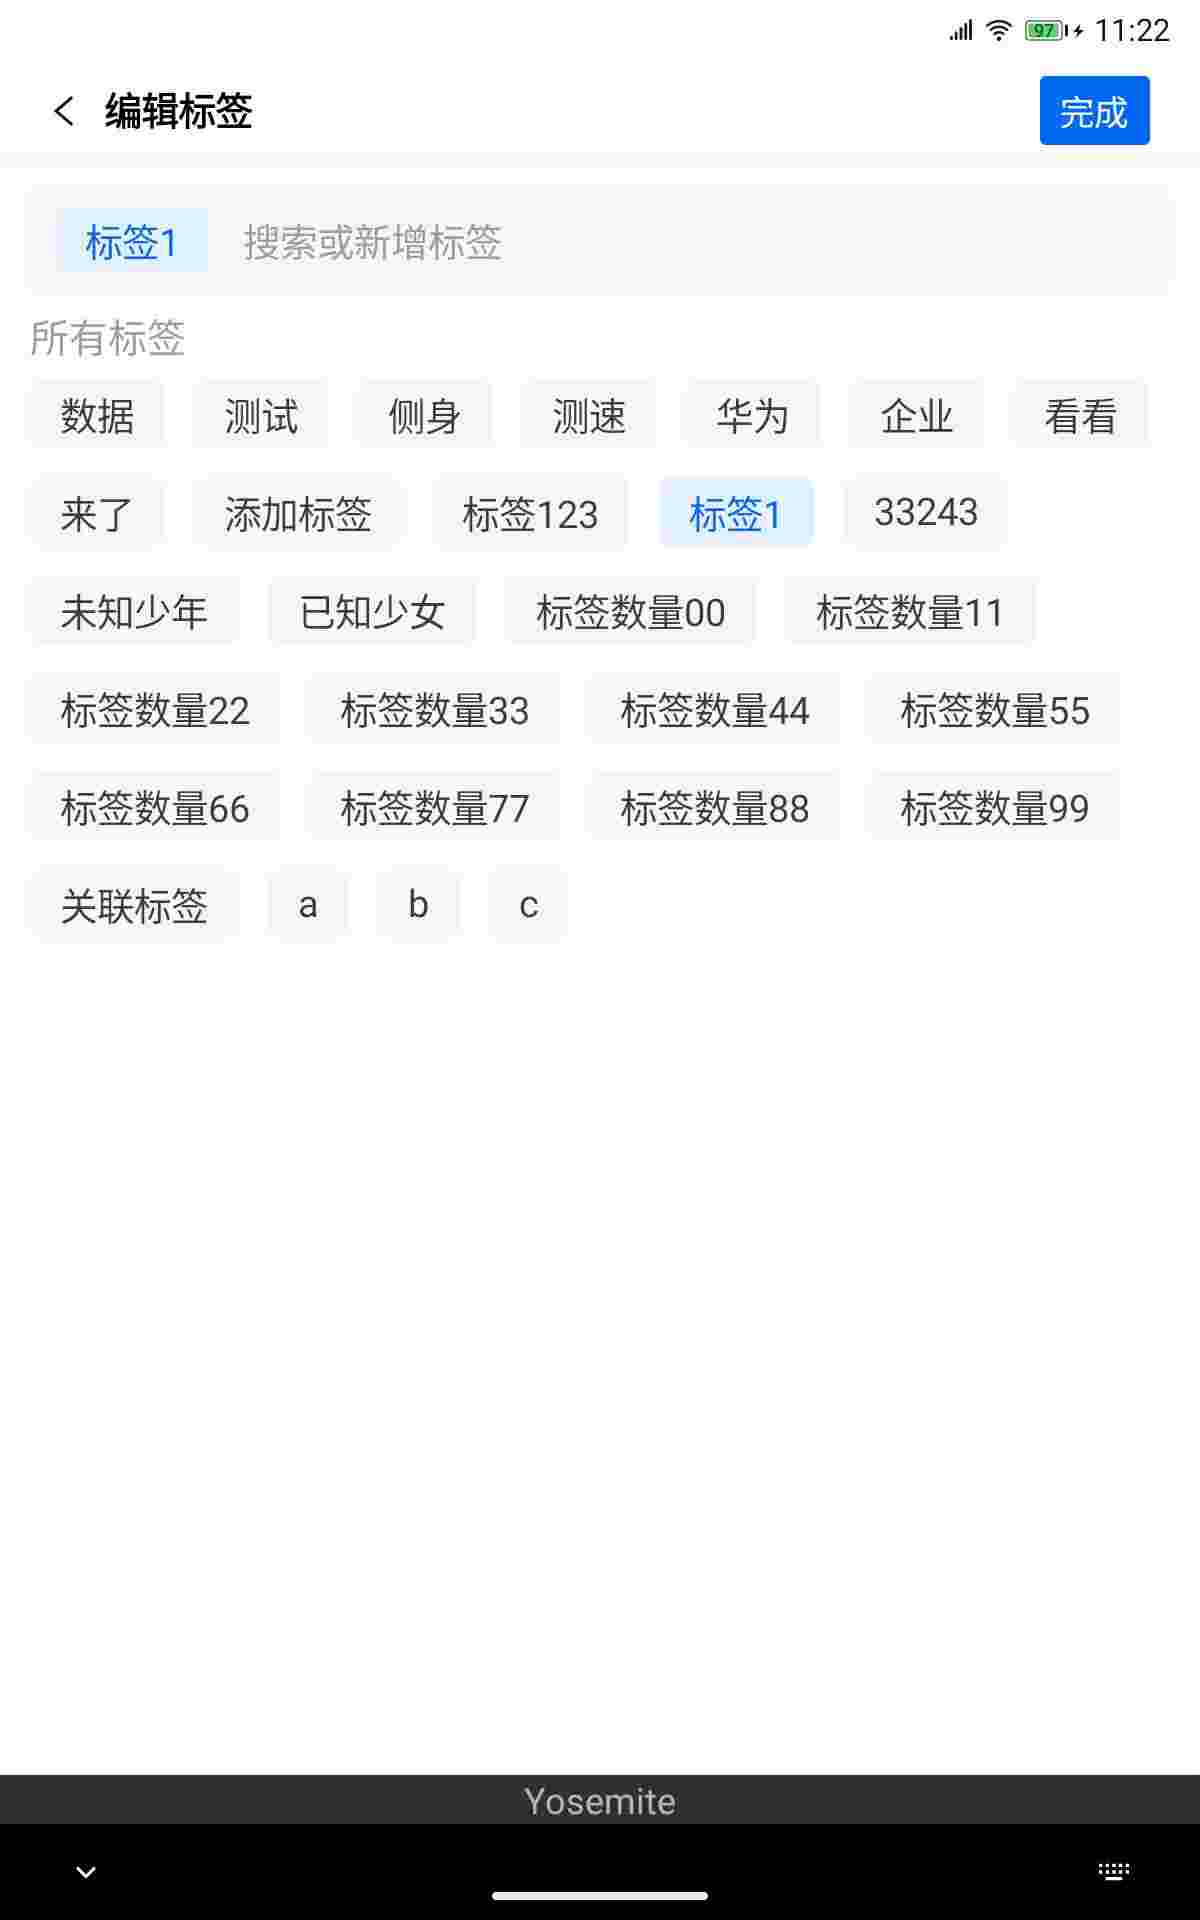 97 11:22
编辑标签 完成
标签1 搜索或新增标签
所有标签
数据 测试 侧身 测速 华为 企业 看看
来了 添加标签 标签123 标签1 33243
未知少年 已知少女 标签数量00 标签数量11
标签数量22 标签数量33 标签数量44 标签数量55
标签数量66 标签数量77 标签数量88 标签数量99
关联标签 a b c
Yosemite